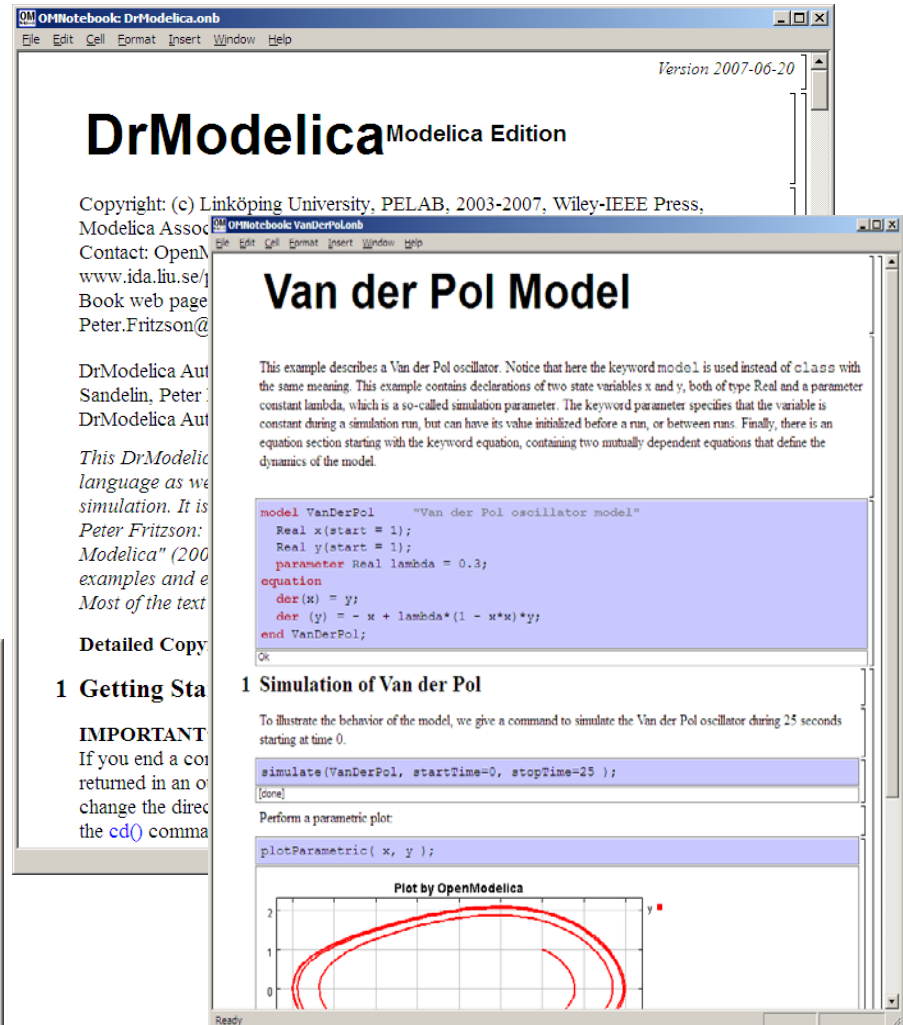 OMNotebook: DrModelica.onb
File Edit Cell Format Insert Window Help
Version 2007-06-20
DrModelica Modelica Edition
Copyright: (c) Linköping University, PELAB, 2003-2007, Wiley-IEEE Press,
Modelica Assoc
Contact: OpenM
www.ida.liu.se/p
Book web page
Peter.Fritzson@
DrModelica Aut
Sandelin, Peter
DrModelica Aut
This DrModelic
language as we
simulation. It is
Peter Fritzson:
Modelica" (200
examples and e
Most of the text
Detailed Copy
1 Getting Sta
IMPORTANT
If you end a co
returned in an o
change the direc
the cd() comma
OMNotebook: VanDerPol.onb
File Edit Cell Format Insert Window Help
Van der Pol Model
This example describes a Van der Pol oscillator. Notice that here the keyword model is used instead of class with
the same meaning. This example contains declarations of two state variables x and y, both of type Real and a parameter
constant lambda, which is a so-called simulation parameter. The keyword parameter specifies that the variable is
constant during a simulation run, but can have its value initialized before a run, or between runs. Finally, there is an
equation section starting with the keyword equation, containing two mutually dependent equations that define the
dynamics of the model.
model VanDerPol "Van der Pol oscillator model"
Real x(start = 1);
Real y(start = 1);
parameter Real lambda = 0.3;
equation
der(x) = y;
der (y) = - x + lambda*(1 - x*x)*y;
end VanDerPol;
Ok
1 Simulation of Van der Pol
To illustrate the behavior of the model, we give a command to simulate the Van der Pol oscillator during 25 seconds
starting at time 0.
simulate(VanDerPol, startTime=0, stopTime=25 );
[done]
Perform a parametric plot:
plotParametric( x, y );
Plot by OpenModelica
y
2
1
0
Ready